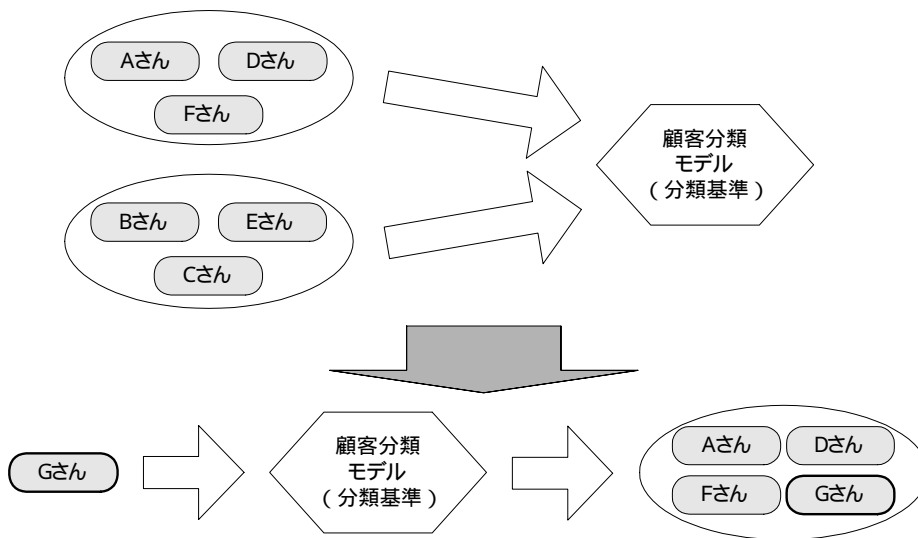 Aさん Dさん
Fさん
Bさん Eさん
Cさん
顧客分類
モデル
（分類基準）
Gさん
顧客分類
モデル
（分類基準）
Aさん Dさん
Fさん Gさん